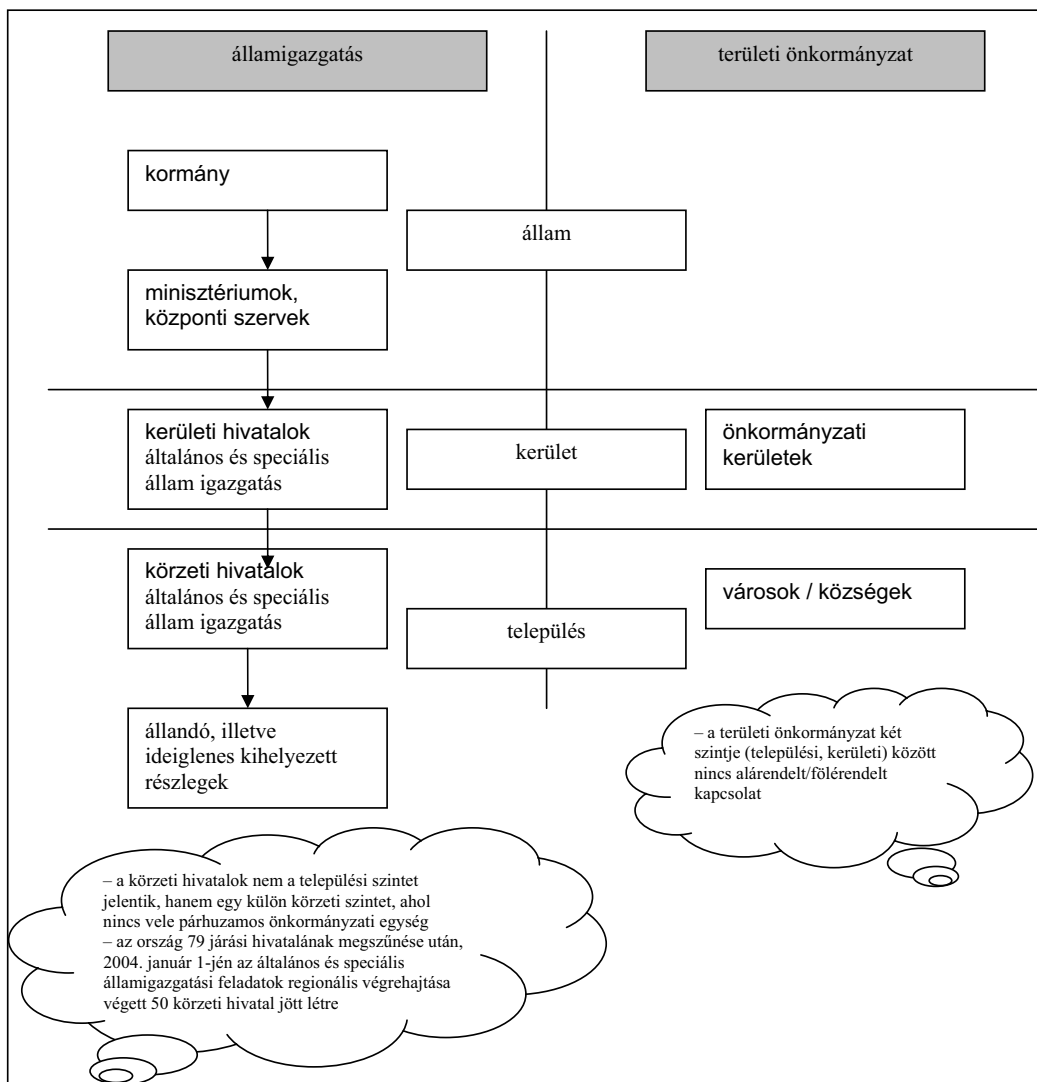 államigazgatás
területi önkormányzat
kormány
állam
minisztériumok,
központi szervek
kerületi hivatalok
általános és speciális
állam igazgatás
kerület
önkormányzati
kerületek
körzeti hivatalok
általános és speciális
állam igazgatás
települέs
városok / községek
állandó, illetve
ideiglenes kihelyezett
részlegek
– a területi önkormányzat két
szintje (települési, kerületi) között
nincs alárendelt/fölérendelt
kapcsolat
– a körzeti hivatalok nem a települési szintet
jelentik, hanem egy külön körzeti szintet, ahol
nincs vele párhuzamos önkormányzati egység
– az ország 79 járási hivatalának megszűnése után,
2004. január 1-jén az általános és speciális
államigazgatási feladatok regionális végrehajtása
végett 50 körzeti hivatal jött létre